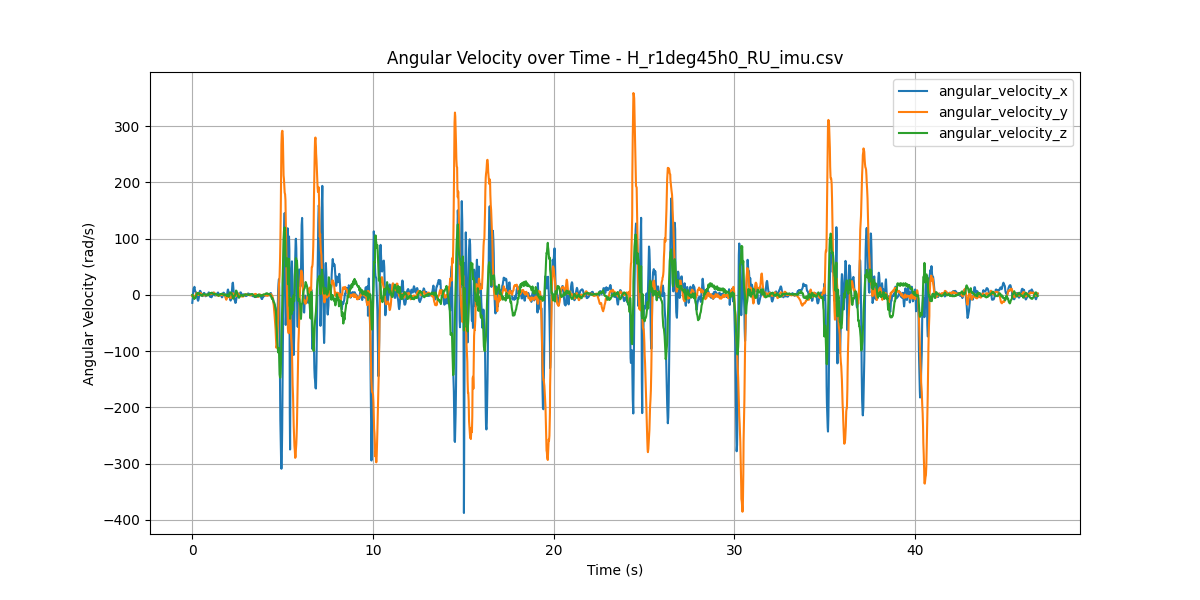 Angular Velocity over Time - H_r1deg45h0_RU_imu.csv
angular_velocity_x
angular_velocity_y
angular_velocity_z
Angular Velocity (rad/s)
300
200
100
0
−100
−200
−300
−400
0 10 20 30 40
Time (s)